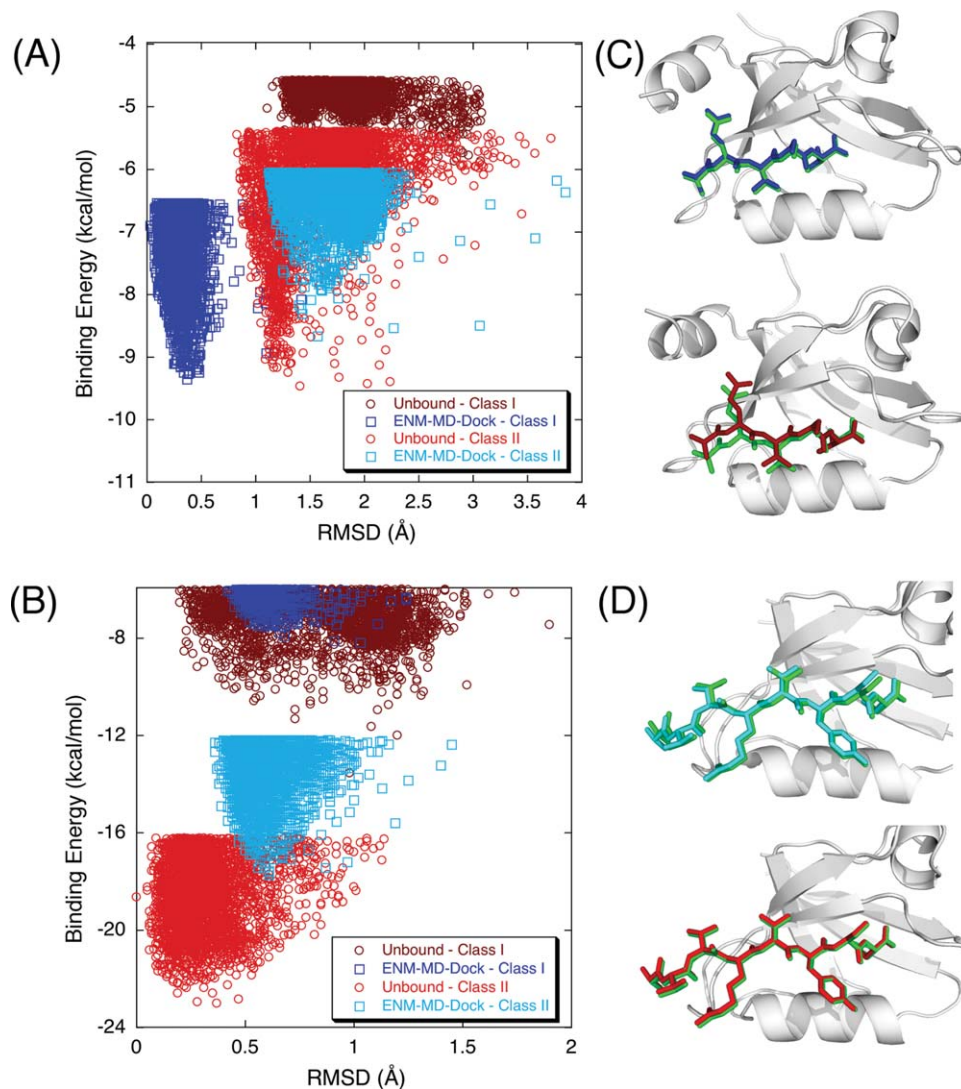 (A)
-4
-5
-6
-7
-8
-9
-10
-11
Binding Energy (kcal/mol)
Unbound - Class I
ENM-MD-Dock - Class I
Unbound - Class II
ENM-MD-Dock - Class II
0 0.5 1 1.5 2 2.5 3 3.5 4
RMSD (Å)
(C)
(B)
-8
-12
-16
-20
-24
Binding Energy (kcal/mol)
Unbound - Class I
ENM-MD-Dock - Class I
Unbound - Class II
ENM-MD-Dock - Class II
0 0.5 1 1.5 2
RMSD (Å)
(D)